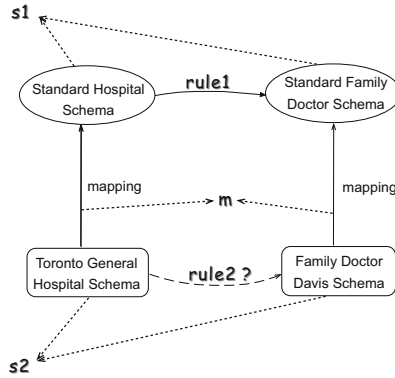 s1
Standard Hospital
Schema
rule1
Standard Family
Doctor Schema
mapping
mapping
m
Toronto General
Hospital Schema
rule2 ?
Family Doctor
Davis Schema
s2